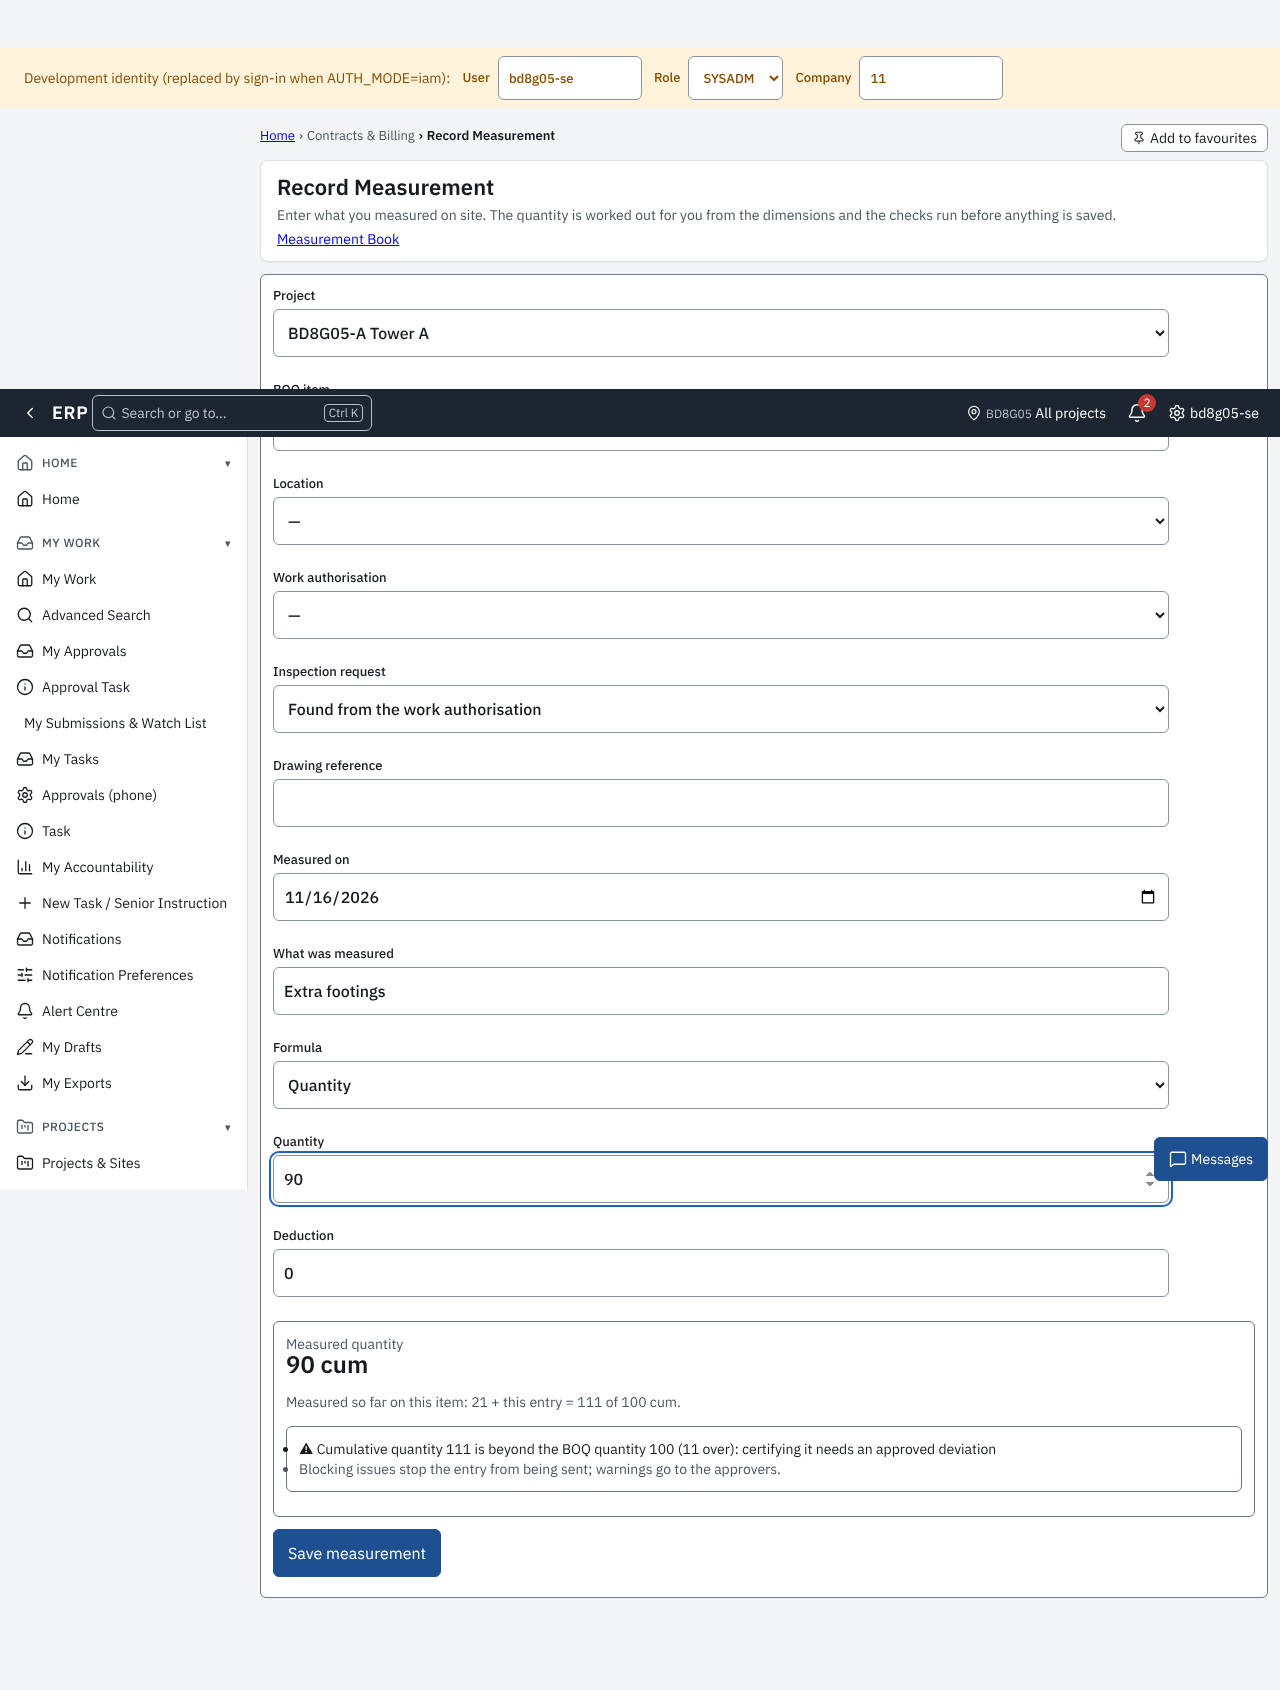 Development identity (replaced by sign-in when AUTH_MODE=iam): User bd8g05-se Role SYSADM Company 11
Home › Contracts & Billing › Record Measurement
Add to favourites
Record Measurement
Enter what you measured on site. The quantity is worked out for you from the dimensions and the checks run before anything is saved.
Measurement Book
Project
BD8G05-A Tower A
BOQ item
ERP Search or go to... Ctrl K BD8G05 All projects 2 bd8g05-se
HOME
Home
MY WORK
My Work
Advanced Search
My Approvals
Approval Task
My Submissions & Watch List
My Tasks
Approvals (phone)
Task
My Accountability
New Task / Senior Instruction
Notifications
Notification Preferences
Alert Centre
My Drafts
My Exports
PROJECTS
Projects & Sites
Location
—
Work authorisation
—
Inspection request
Found from the work authorisation
Drawing reference
Measured on
11/16/2026
What was measured
Extra footings
Formula
Quantity
Quantity
90
Messages
Deduction
0
Measured quantity
90 cum
Measured so far on this item: 21 + this entry = 111 of 100 cum.
• ⚠ Cumulative quantity 111 is beyond the BOQ quantity 100 (11 over): certifying it needs an approved deviation
• Blocking issues stop the entry from being sent; warnings go to the approvers.
Save measurement